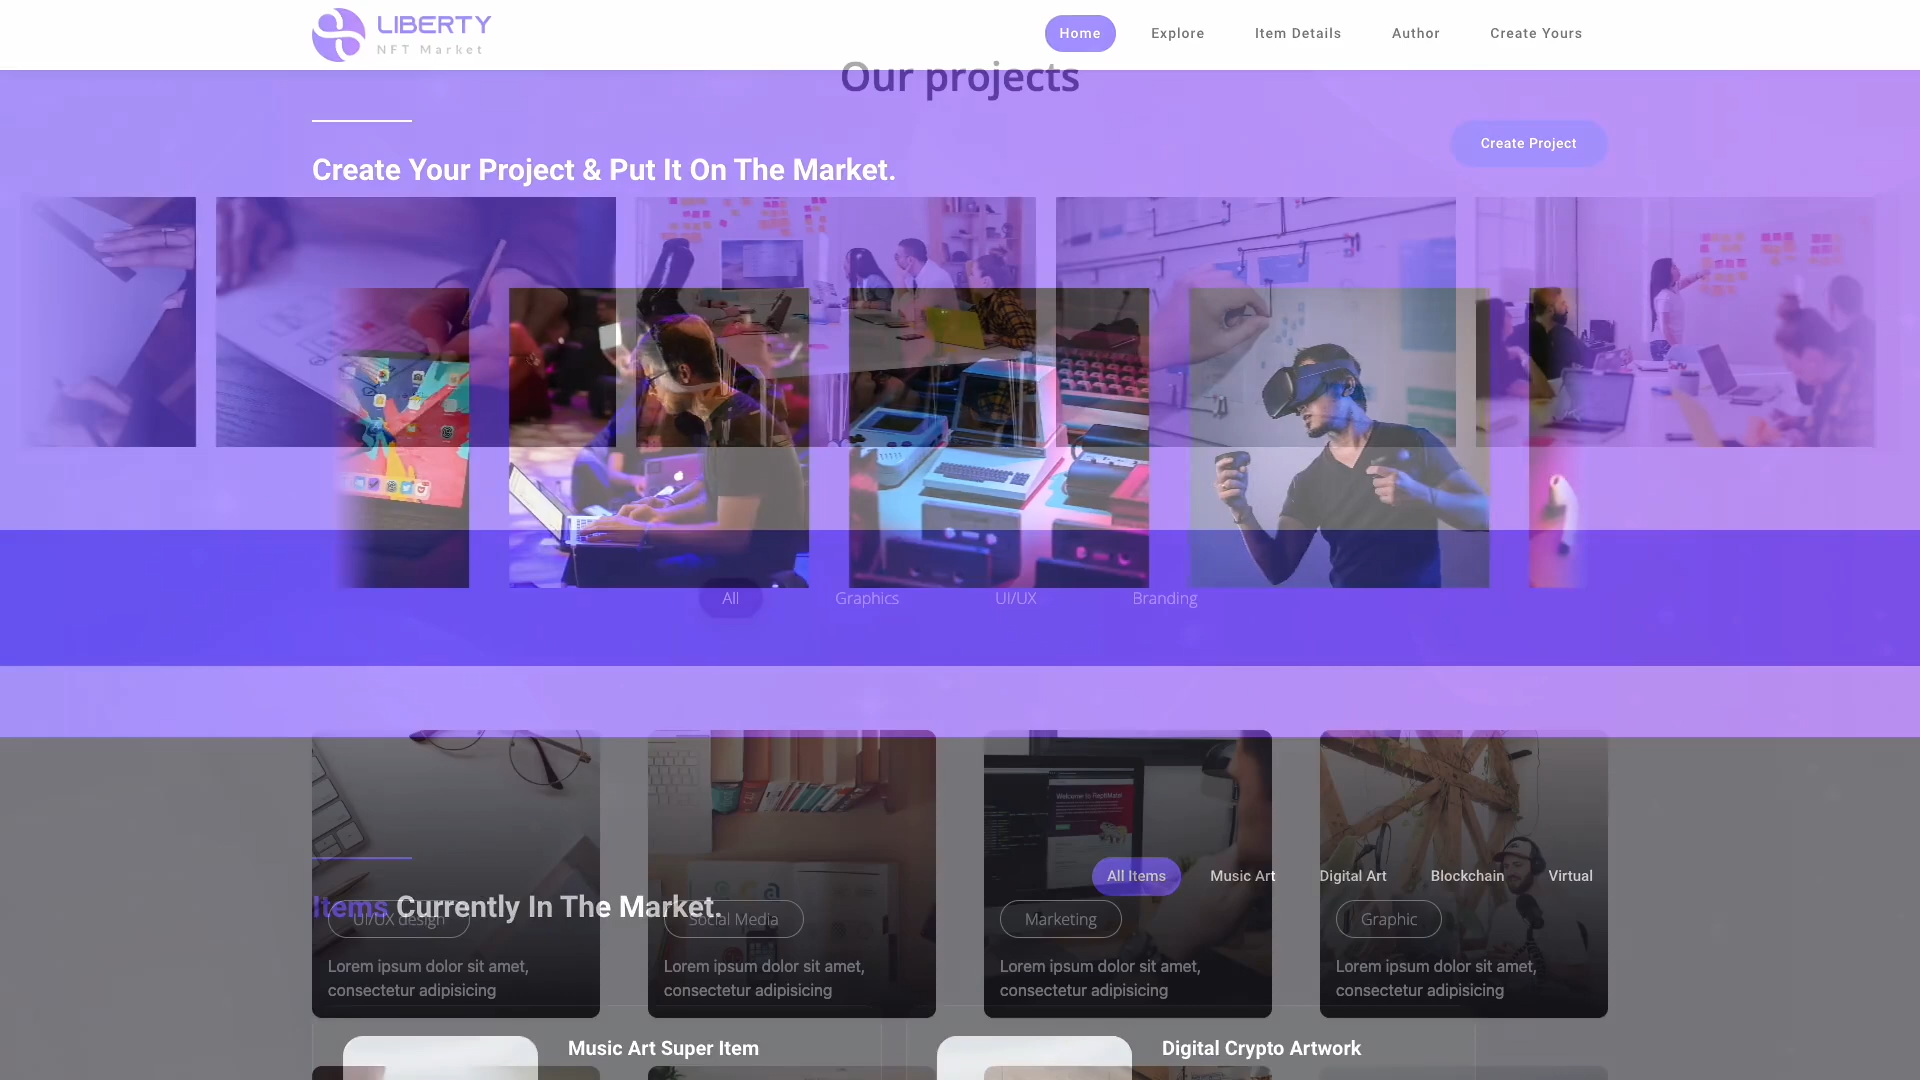 LIBERTY
NFT Market
Home
Explore
Item Details
Author
Create Yours
Our projects
Create Project
Create Your Project & Put It On The Market.
All
Graphics
UI/UX
Branding
All Items
Music Art
Digital Art
Blockchain
Virtual
Items Currently In The Market.
UI/UX design
Social Media
Marketing
Graphic
Lorem ipsum dolor sit amet,
consectetur adipisicing
Lorem ipsum dolor sit amet,
consectetur adipisicing
Lorem ipsum dolor sit amet,
consectetur adipisicing
Lorem ipsum dolor sit amet,
consectetur adipisicing
Music Art Super Item
Digital Crypto Artwork